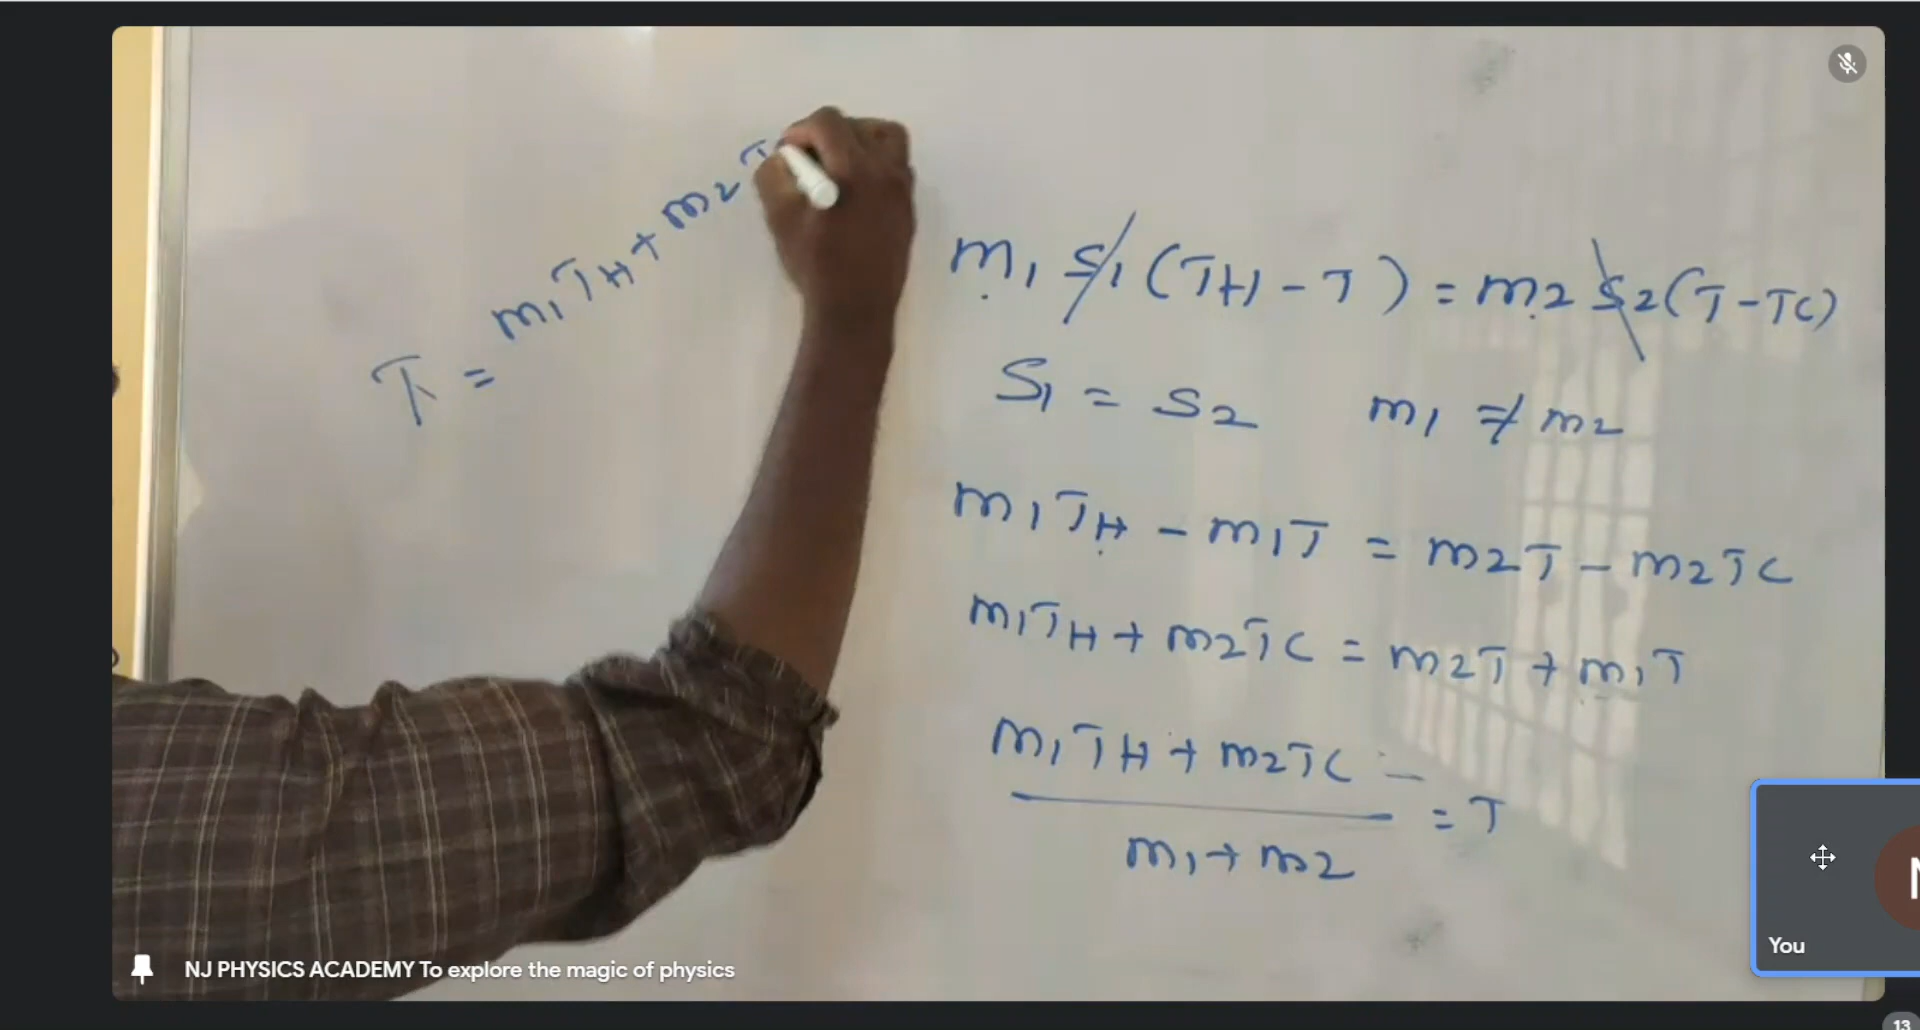 T = m1TH + m2T
m1 s1 (TH - T) = m2 s2 (T - TC)
S1 = S2 m1 ≠ m2
m1TH - m1T = m2T - m2TC
m1TH + m2TC = m2T + m1T
m1TH + m2TC
= T
m1 + m2
You
NJ PHYSICS ACADEMY To explore the magic of physics
13